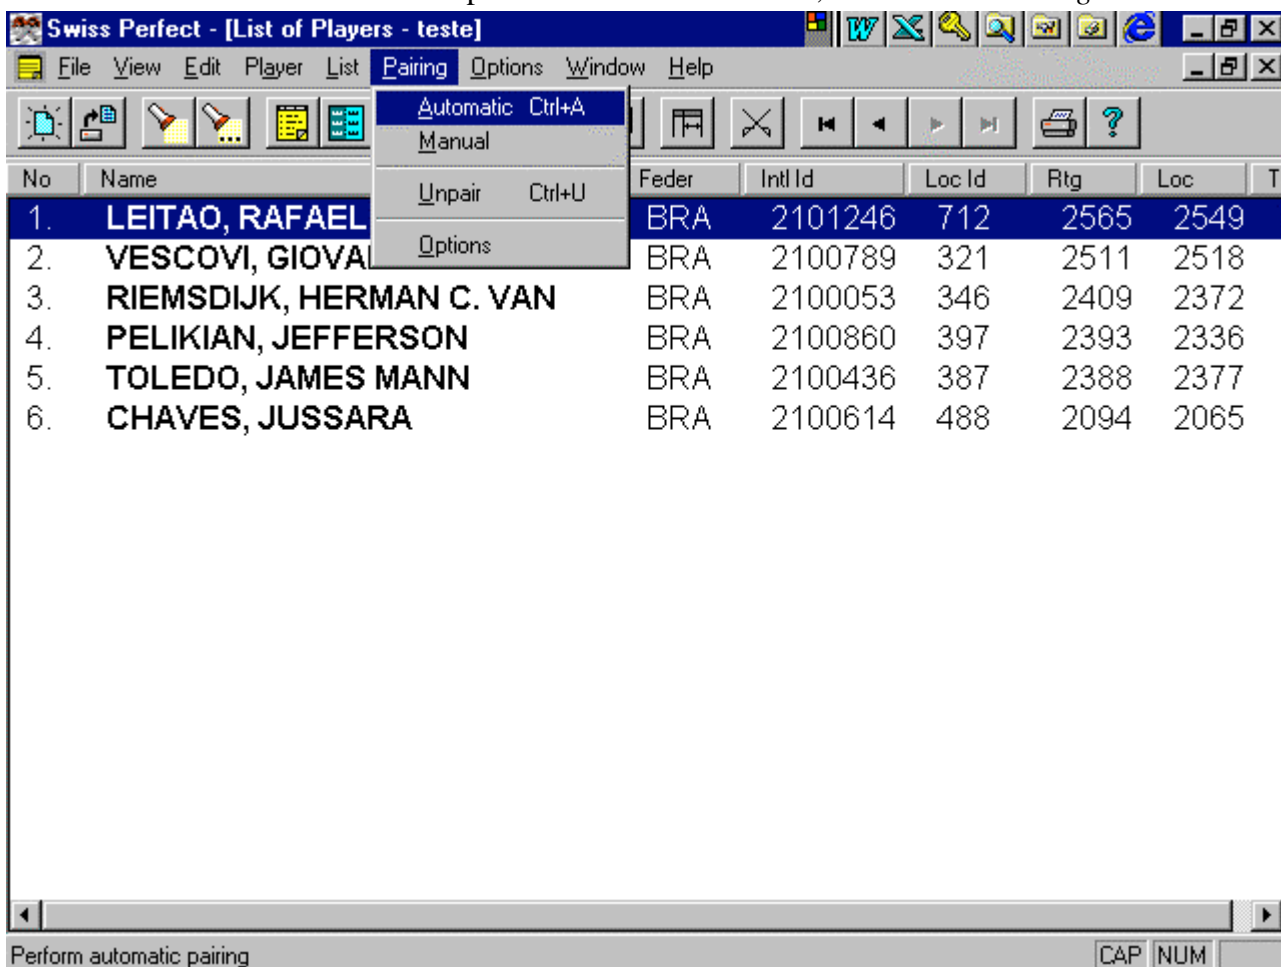 Swiss Perfect - [List of Players - teste]
File View Edit Player List Pairing Options Window Help
Automatic Ctrl+A
Manual
Unpair Ctrl+U
Options
No Name Feder Intl Id Loc Id Rtg Loc T
1. LEITAO, RAFAEL BRA 2101246 712 2565 2549
2. VESCOVI, GIOVA BRA 2100789 321 2511 2518
3. RIEMSDIJK, HERMAN C. VAN BRA 2100053 346 2409 2372
4. PELIKIAN, JEFFERSON BRA 2100860 397 2393 2336
5. TOLEDO, JAMES MANN BRA 2100436 387 2388 2377
6. CHAVES, JUSSARA BRA 2100614 488 2094 2065
Perform automatic pairing CAP NUM